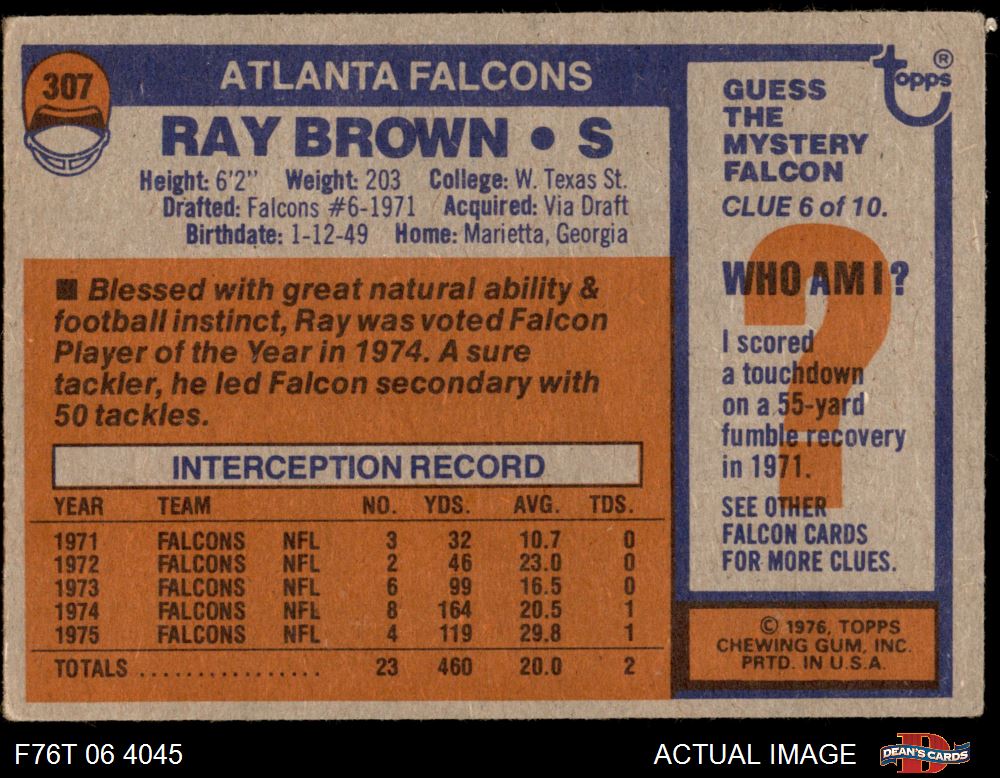 307
ATLANTA FALCONS
RAY BROWN • S
Height: 6'2" Weight: 203 College: W. Texas St.
Drafted: Falcons #6-1971 Acquired: Via Draft
Birthdate: 1-12-49 Home: Marietta, Georgia
■ Blessed with great natural ability &
football instinct, Ray was voted Falcon
Player of the Year in 1974. A sure
tackler, he led Falcon secondary with
50 tackles.
INTERCEPTION RECORD
YEAR TEAM NO. YDS. AVG. TDS.
1971 FALCONS NFL 3 32 10.7 0
1972 FALCONS NFL 2 46 23.0 0
1973 FALCONS NFL 6 99 16.5 0
1974 FALCONS NFL 8 164 20.5 1
1975 FALCONS NFL 4 119 29.8 1
TOTALS ................ 23 460 20.0 2
topps ®
GUESS
THE
MYSTERY
FALCON
CLUE 6 of 10.
?
WHO AM I?
I scored
a touchdown
on a 55-yard
fumble recovery
in 1971.
SEE OTHER
FALCON CARDS
FOR MORE CLUES.
© 1976, TOPPS
CHEWING GUM, INC.
PRTD. IN U.S.A.
F76T 06 4045
ACTUAL IMAGE
D
DEAN'S CARDS